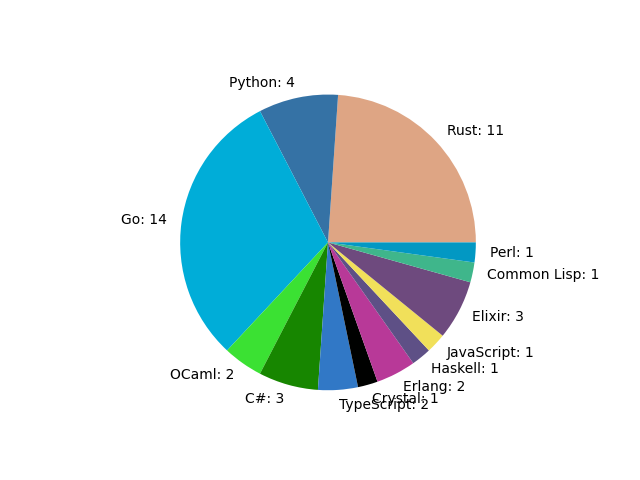 Python: 4
Rust: 11
Go: 14
Perl: 1
Common Lisp: 1
Elixir: 3
JavaScript: 1
Haskell: 1
OCaml: 2
Erlang: 2
C#: 3
Crystal: 1
TypeScript: 2